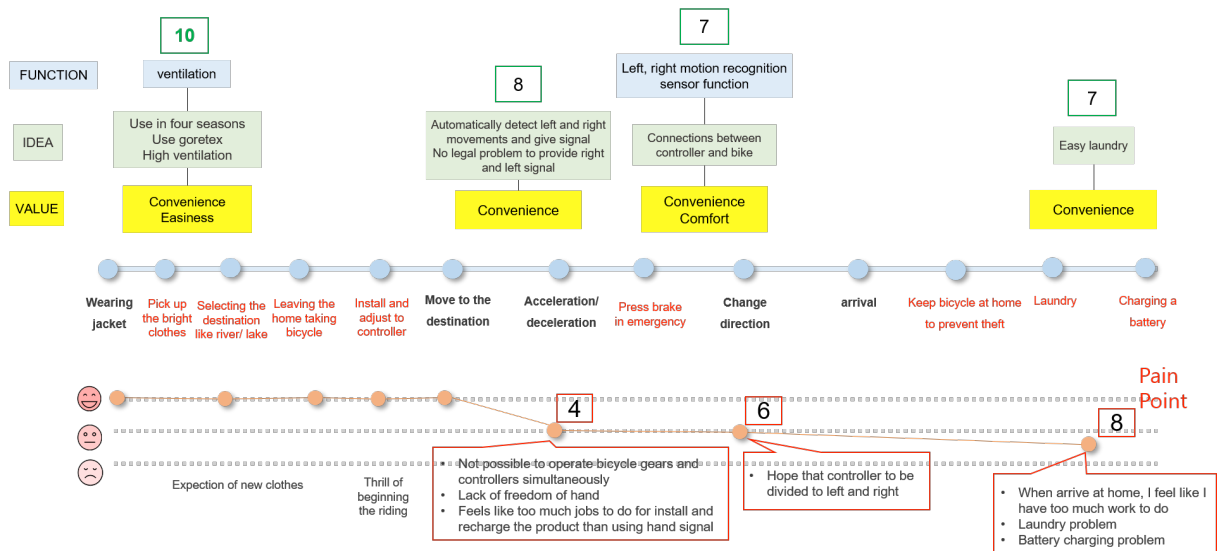 10
7
FUNCTION
ventilation
Left, right motion recognition
sensor function
8
7
IDEA
Use in four seasons
Use goretex
High ventilation
Automatically detect left and right
movements and give signal
No legal problem to provide right
and left signal
Connections between
controller and bike
Easy laundry
VALUE
Convenience
Easiness
Convenience
Convenience
Comfort
Convenience
Wearing
jacket
Pick up
the bright
clothes
Selecting the
destination
like river/ lake
Leaving the
home taking
bicycle
Install and
adjust to
controller
Move to the
destination
Acceleration/
deceleration
Press brake
in emergency
Change
direction
arrival
Keep bicycle at home
to prevent theft
Laundry
Charging a
battery
Pain
Point
4
6
8
Expection of new clothes
Thrill of
beginning
the riding
• Not possible to operate bicycle gears and
controllers simultaneously
• Lack of freedom of hand
• Feels like too much jobs to do for install and
recharge the product than using hand signal
• Hope that controller to be
divided to left and right
• When arrive at home, I feel like I
have too much work to do
• Laundry problem
• Battery charging problem